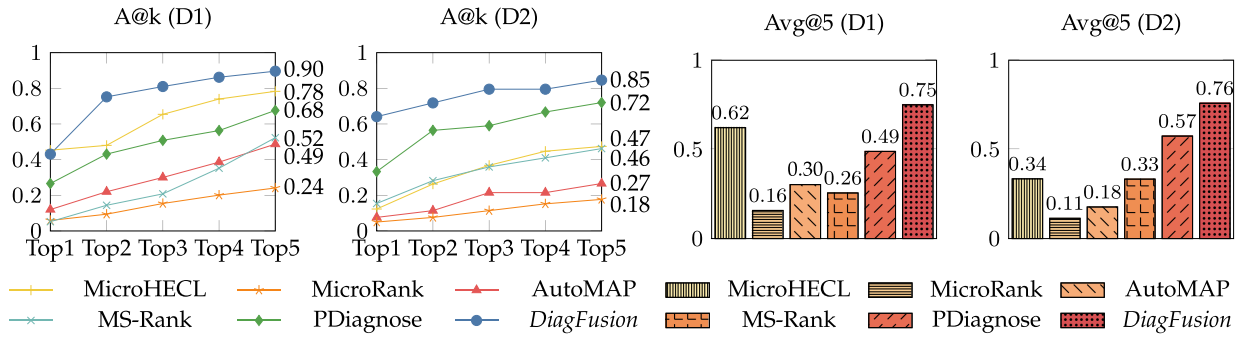 A@k (D1)
1
0.8
0.6
0.4
0.2
0
Top1 Top2 Top3 Top4 Top5
0.90
0.78
0.68
0.52
0.49
0.24
A@k (D2)
1
0.8
0.6
0.4
0.2
0
Top1 Top2 Top3 Top4 Top5
0.85
0.72
0.47
0.46
0.27
0.18
MicroHECL MicroRank AutoMAP
MS-Rank PDiagnose DiagFusion
Avg@5 (D1)
1
0.5
0
0.62 0.16 0.30 0.26 0.49 0.75
Avg@5 (D2)
1
0.5
0
0.34 0.11 0.18 0.33 0.57 0.76
MicroHECL MicroRank AutoMAP
MS-Rank PDiagnose DiagFusion